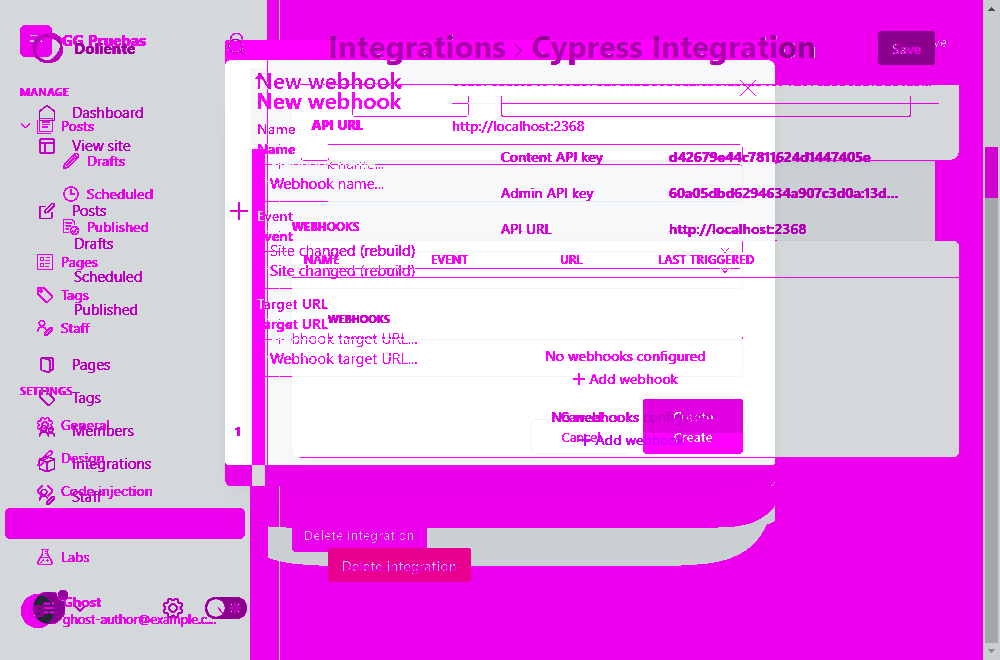 GG Pruebas
Doliente
Integrations › Cypress Integration
Save
New webhook
New webhook
MANAGE
Dashboard
Posts
View site
Drafts
Scheduled
Posts
Published
Drafts
Pages
Scheduled
Tags
Published
Staff
Pages
SETTINGS
Tags
General
Members
Design
Integrations
Code injection
Staff
Labs
Ghost
ghost-author@example.c...
Name
API URL
http://localhost:2368
Name
Content API key
d42679e44c7811624d1447405e
Webhook name...
Admin API key
60a05dbd6294634a907c3d0a:13d...
Event
WEBHOOKS
API URL
http://localhost:2368
Event
Site changed (rebuild)
NAME
EVENT
URL
LAST TRIGGERED
Site changed (rebuild)
Target URL
Target URL
WEBHOOKS
Webhook target URL...
No webhooks configured
Webhook target URL...
Add webhook
Cancel
Create
1
Cancel
Add webhook
Create
Delete integration
Delete integration